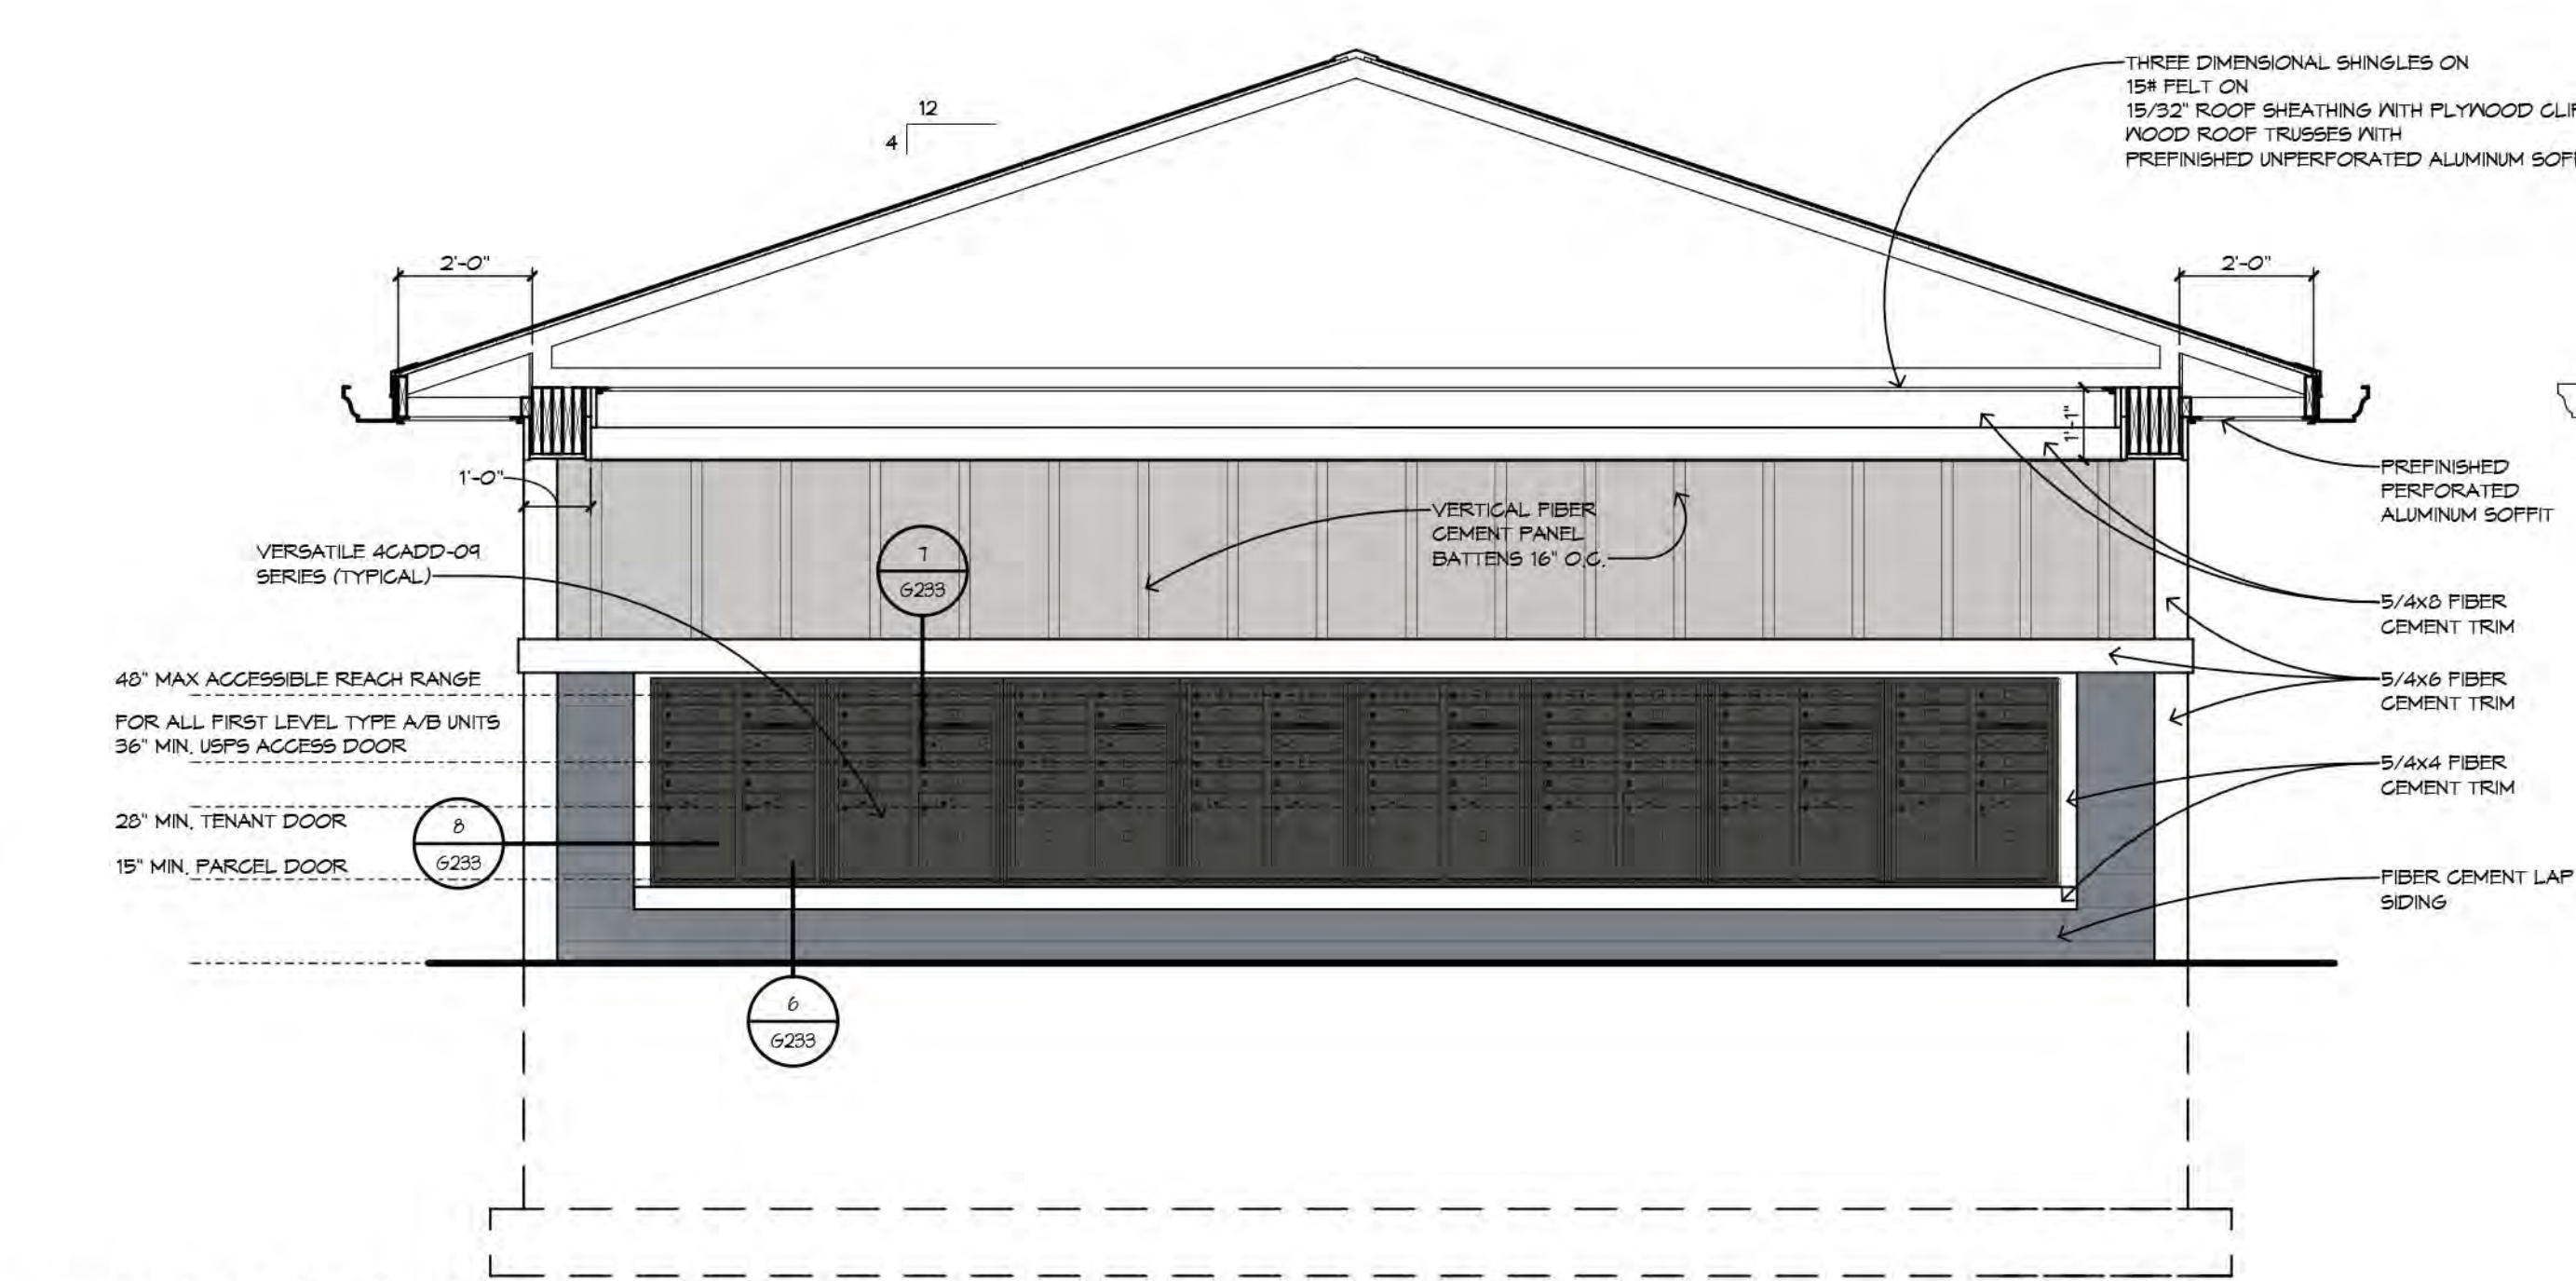 THREE DIMENSIONAL SHINGLES ON
15# FELT ON
15/32" ROOF SHEATHING WITH PLYWOOD
WOOD ROOF TRUSSES WITH
PREFINISHED UNPERFORATED ALUMINUM
12
4
2'-0"
2'-0"
1'-1"
1'-0"
PREFINISHED
PERFORATED
ALUMINUM SOFFIT
VERTICAL FIBER
CEMENT PANEL
BATTENS 16" O.C.
VERSATILE 4CADD-09
SERIES (TYPICAL)
7
G233
5/4x8 FIBER
CEMENT TRIM
48" MAX ACCESSIBLE REACH RANGE
FOR ALL FIRST LEVEL TYPE A/B UNITS
36" MIN. USPS ACCESS DOOR
5/4x6 FIBER
CEMENT TRIM
5/4x4 FIBER
CEMENT TRIM
28" MIN. TENANT DOOR
15" MIN. PARCEL DOOR
8
G233
FIBER CEMENT LAP
SIDING
6
G233